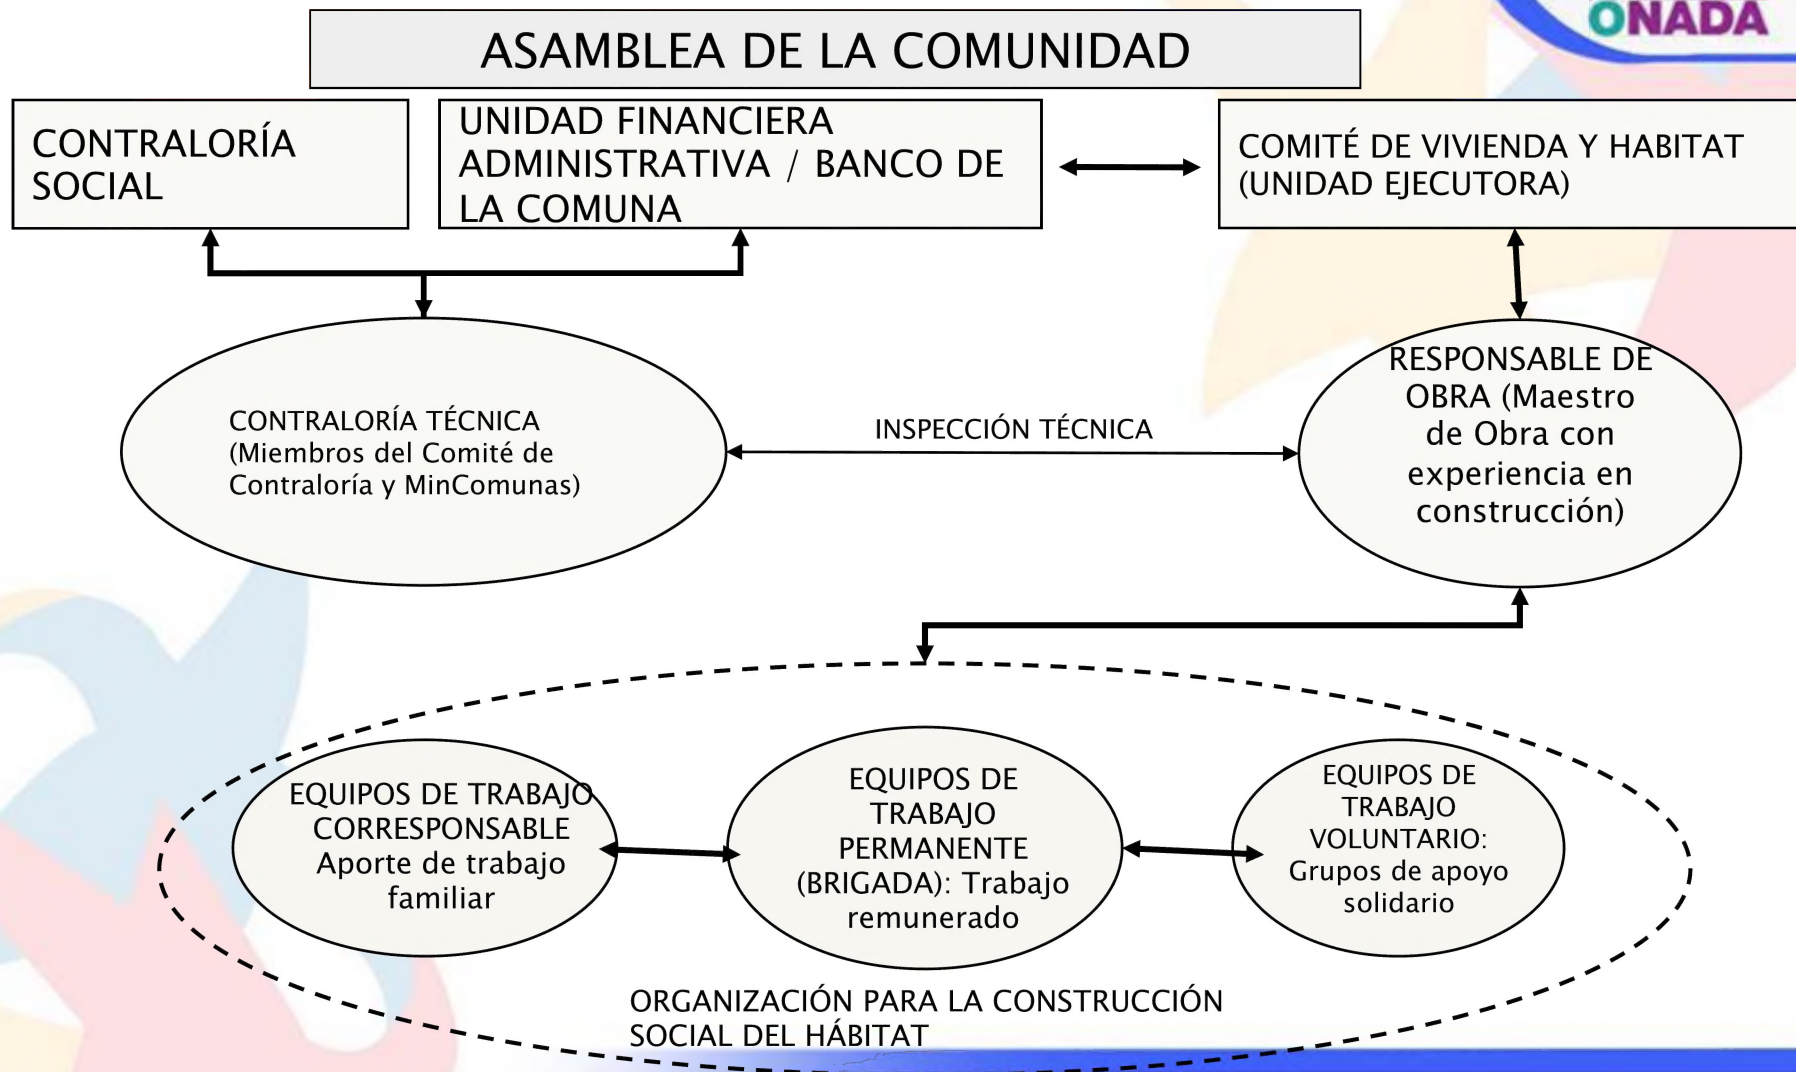 ONADA
ASAMBLEA DE LA COMUNIDAD
CONTRALORÍA
SOCIAL
UNIDAD FINANCIERA
ADMINISTRATIVA / BANCO DE
LA COMUNA
COMITÉ DE VIVIENDA Y HABITAT
(UNIDAD EJECUTORA)
CONTRALORÍA TÉCNICA
(Miembros del Comité de
Contraloría y MinComunas)
INSPECCIÓN TÉCNICA
RESPONSABLE DE
OBRA (Maestro
de Obra con
experiencia en
construcción)
EQUIPOS DE TRABAJO
CORRESPONSABLE
Aporte de trabajo
familiar
EQUIPOS DE
TRABAJO
PERMANENTE
(BRIGADA): Trabajo
remunerado
EQUIPOS DE
TRABAJO
VOLUNTARIO:
Grupos de apoyo
solidario
ORGANIZACIÓN PARA LA CONSTRUCCIÓN
SOCIAL DEL HÁBITAT